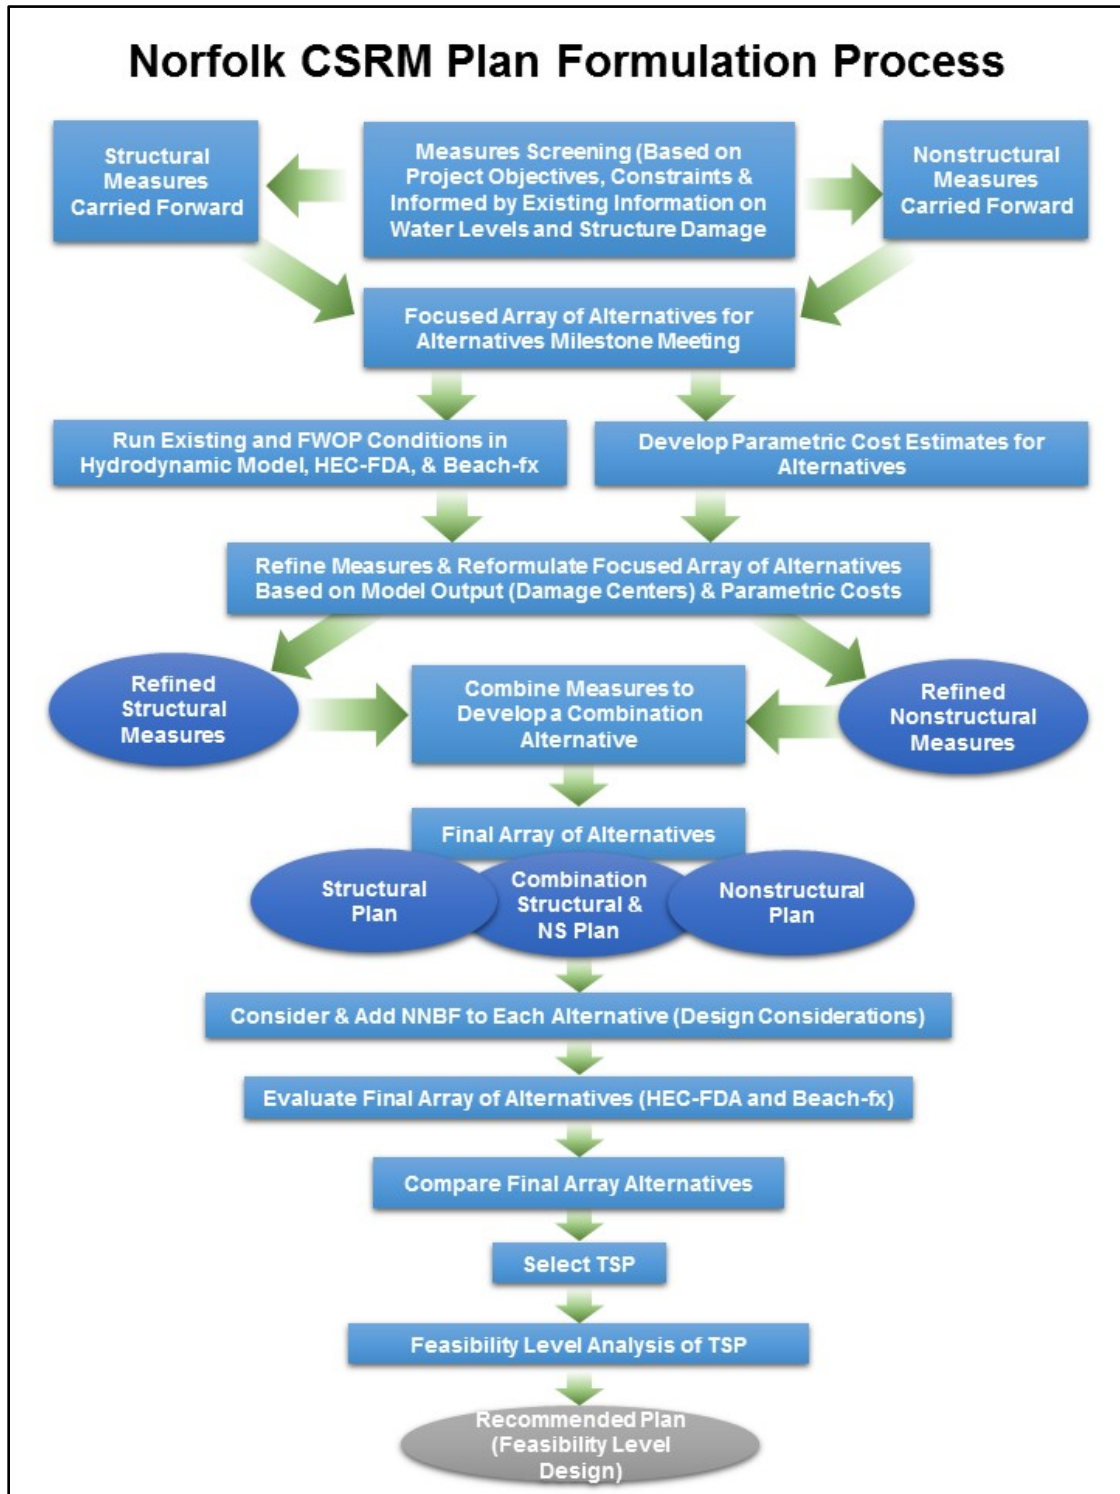 Norfolk CSRM Plan Formulation Process
Structural
Measures
Carried Forward
Measures Screening (Based on
Project Objectives, Constraints &
Informed by Existing Information on
Water Levels and Structure Damage
Nonstructural
Measures
Carried Forward
Focused Array of Alternatives for
Alternatives Milestone Meeting
Run Existing and FWOP Conditions in
Hydrodynamic Model, HEC-FDA, & Beach-fx
Develop Parametric Cost Estimates for
Alternatives
Refine Measures & Reformulate Focused Array of Alternatives
Based on Model Output (Damage Centers) & Parametric Costs
Refined
Structural
Measures
Combine Measures to
Develop a Combination
Alternative
Refined
Nonstructural
Measures
Final Array of Alternatives
Structural
Plan
Combination
Structural &
NS Plan
Nonstructural
Plan
Consider & Add NNBF to Each Alternative (Design Considerations)
Evaluate Final Array of Alternatives (HEC-FDA and Beach-fx)
Compare Final Array Alternatives
Select TSP
Feasibility Level Analysis of TSP
Recommended Plan
(Feasibility Level
Design)